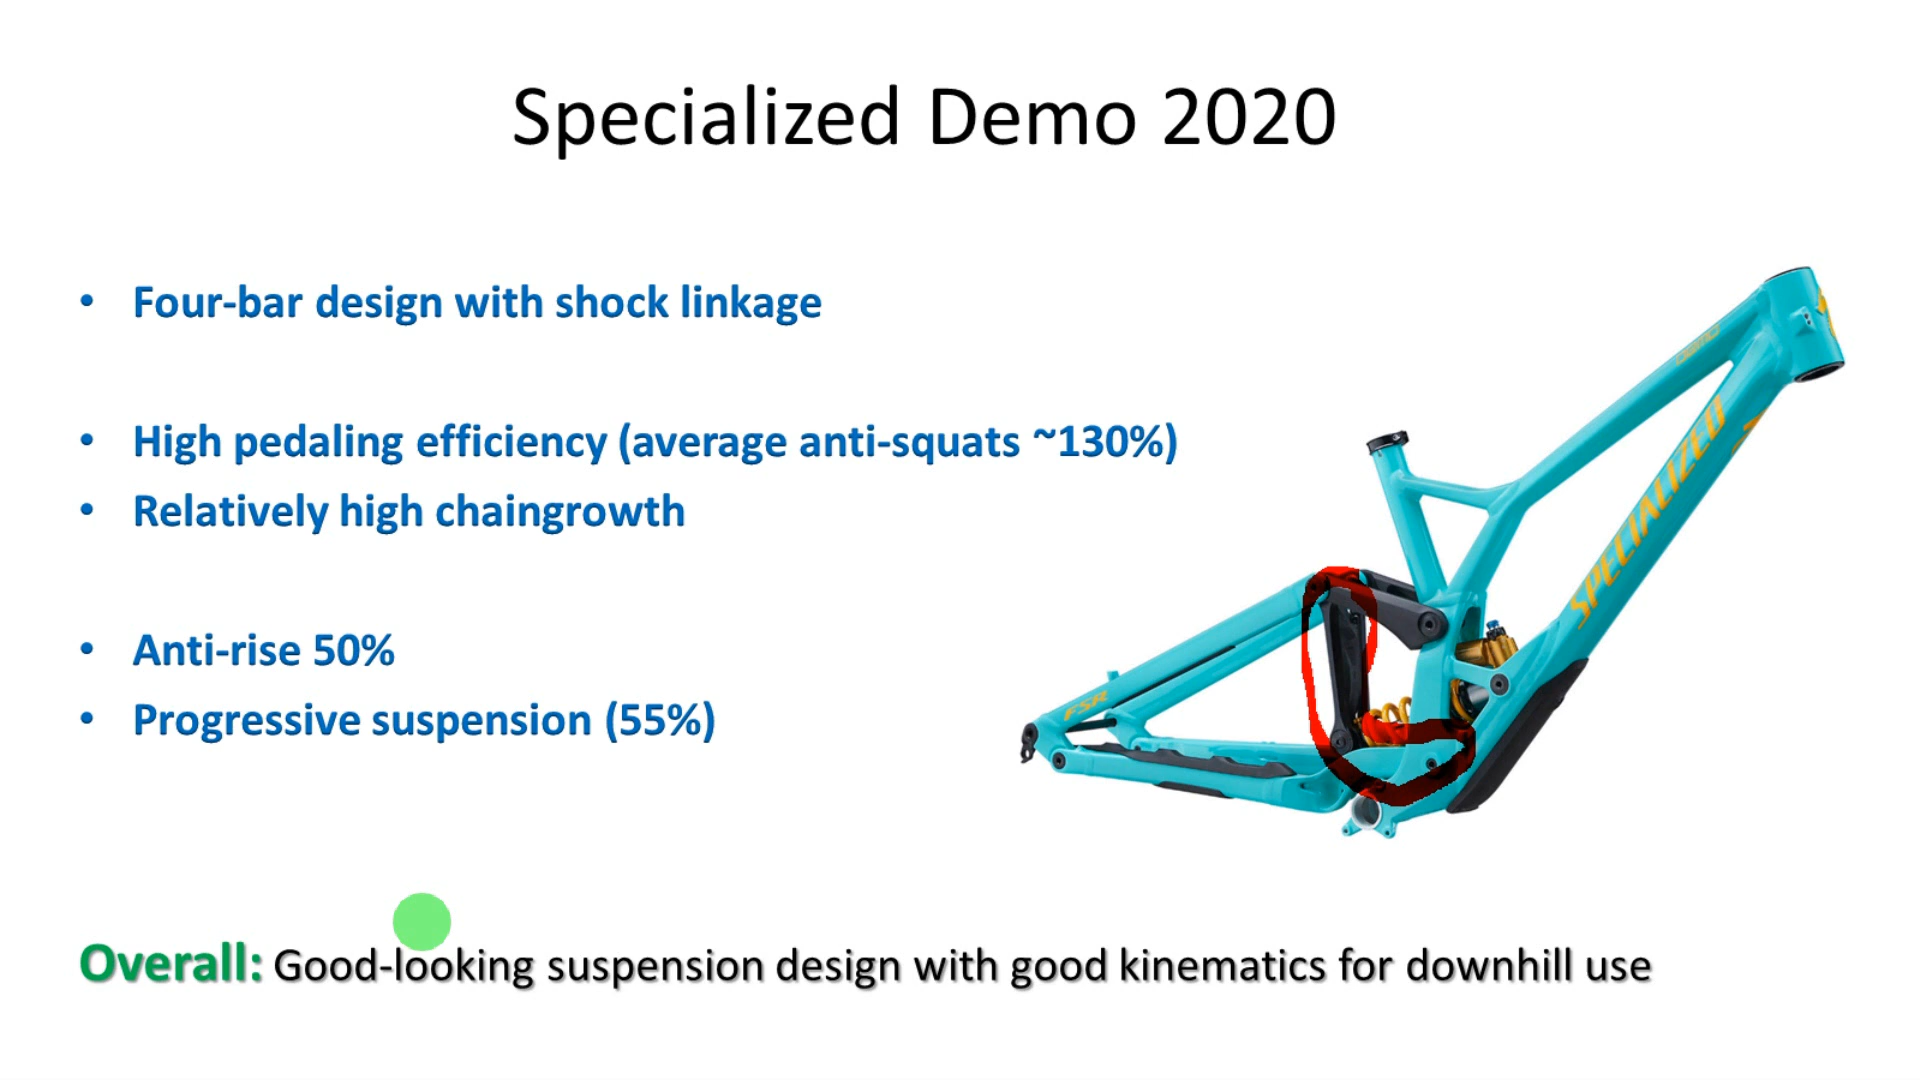 Specialized Demo 2020
• Four-bar design with shock linkage
• High pedaling efficiency (average anti-squats ~130%)
• Relatively high chaingrowth
• Anti-rise 50%
• Progressive suspension (55%)
Overall: Good-looking suspension design with good kinematics for downhill use
DEMO
SPECIALIZED
FSR